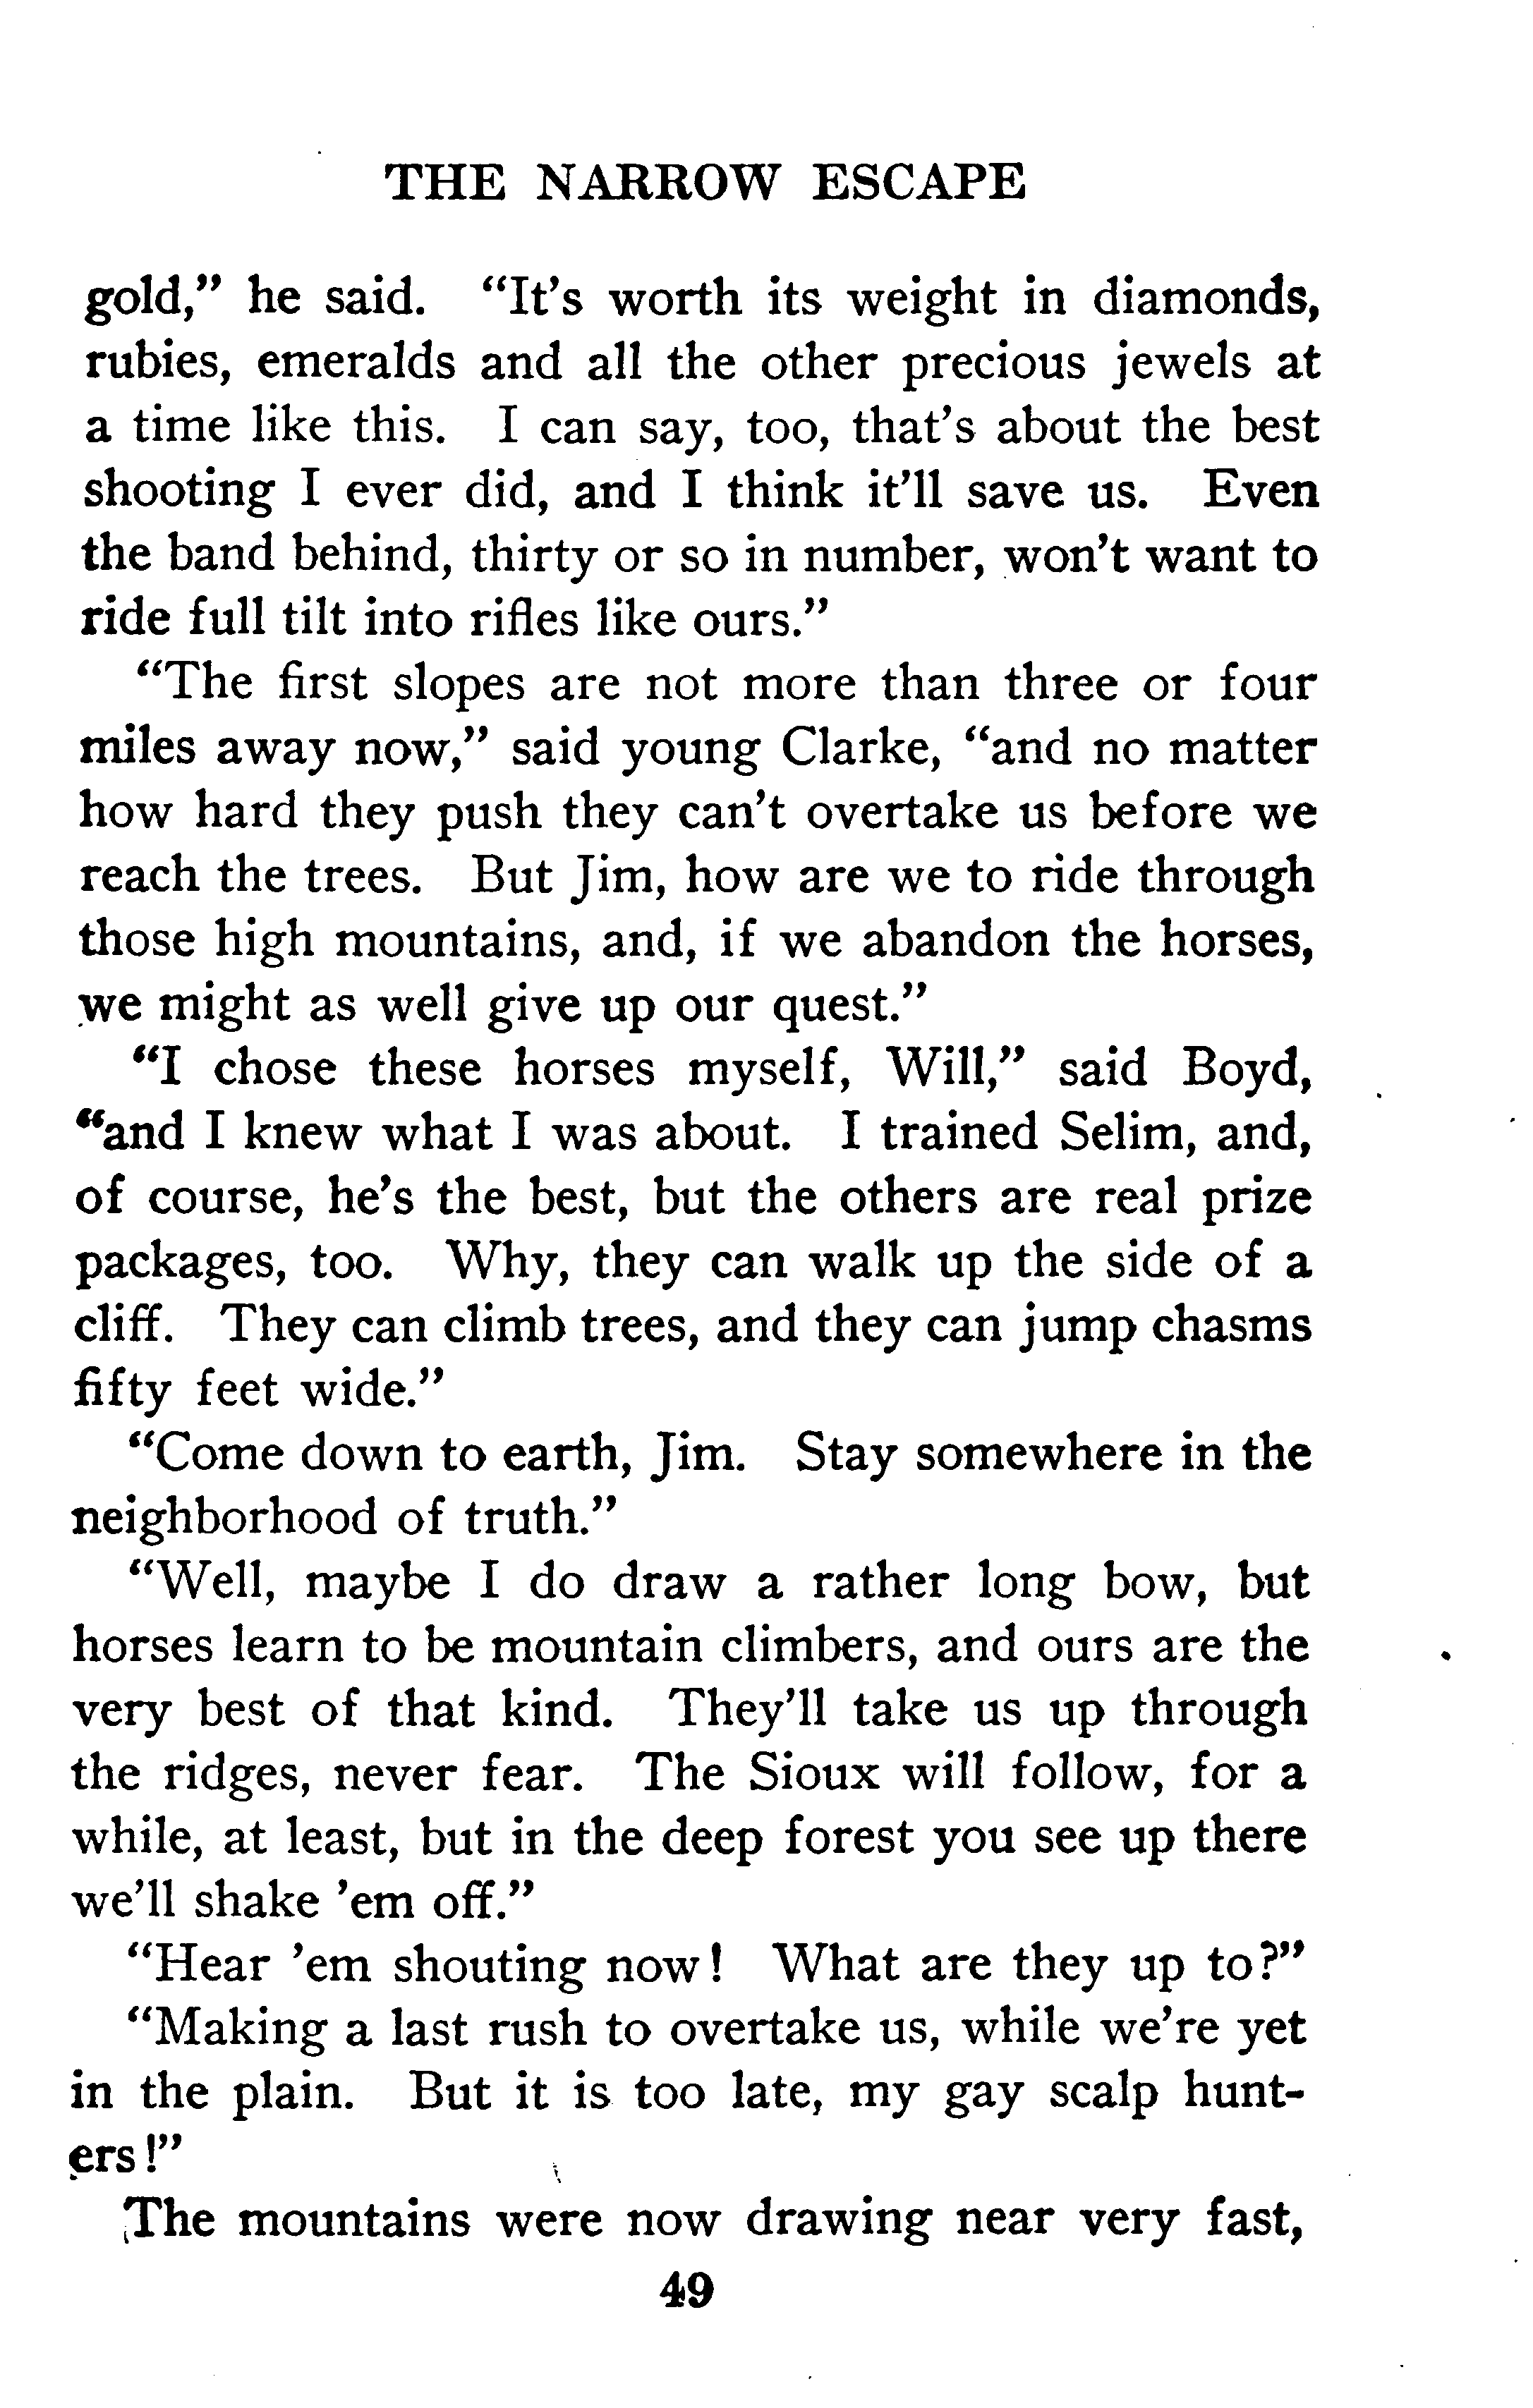 THE NARROW ESCAPE
gold,” he said. “It's worth its weight in diamonds,
rubies, emeralds and all the other precious jewels at
a time like this. I can say, too, that's about the best
shooting I ever did, and I think it'll save us. Even
the band behind, thirty or so in number, won't want to
ride full tilt into rifles like ours.”
“The first slopes are not more than three or four
miles away now,” said young Clarke, “and no matter
how hard they push they can't overtake us before we
reach the trees. But Jim, how are we to ride through
those high mountains, and, if we abandon the horses,
we might as well give up our quest.”
“I chose these horses myself, Will,” said Boyd,
“and I knew what I was about. I trained Selim, and,
of course, he's the best, but the others are real prize
packages, too. Why, they can walk up the side of a
cliff. They can climb trees, and they can jump chasms
fifty feet wide.”
“Come down to earth, Jim. Stay somewhere in the
neighborhood of truth.”
“Well, maybe I do draw a rather long bow, but
horses learn to be mountain climbers, and ours are the
very best of that kind. They'll take us up through
the ridges, never fear. The Sioux will follow, for a
while, at least, but in the deep forest you see up there
we'll shake 'em off.”
“Hear 'em shouting now! What are they up to?”
“Making a last rush to overtake us, while we're yet
in the plain. But it is too late, my gay scalp hunt-
ers!”
The mountains were now drawing near very fast,
49